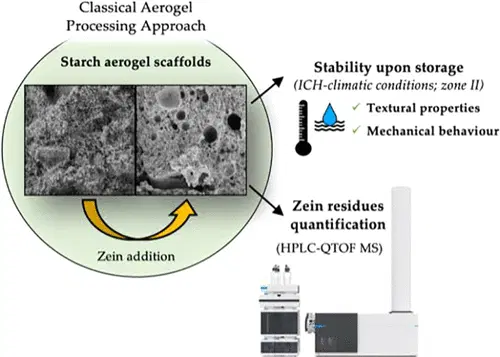 Classical Aerogel
Processing Approach
Starch aerogel scaffolds
Zein addition
Stability upon storage
(ICH-climatic conditions; zone II)
✓ Textural properties
✓ Mechanical behaviour
Zein residues
quantification
(HPLC-QTOF MS)